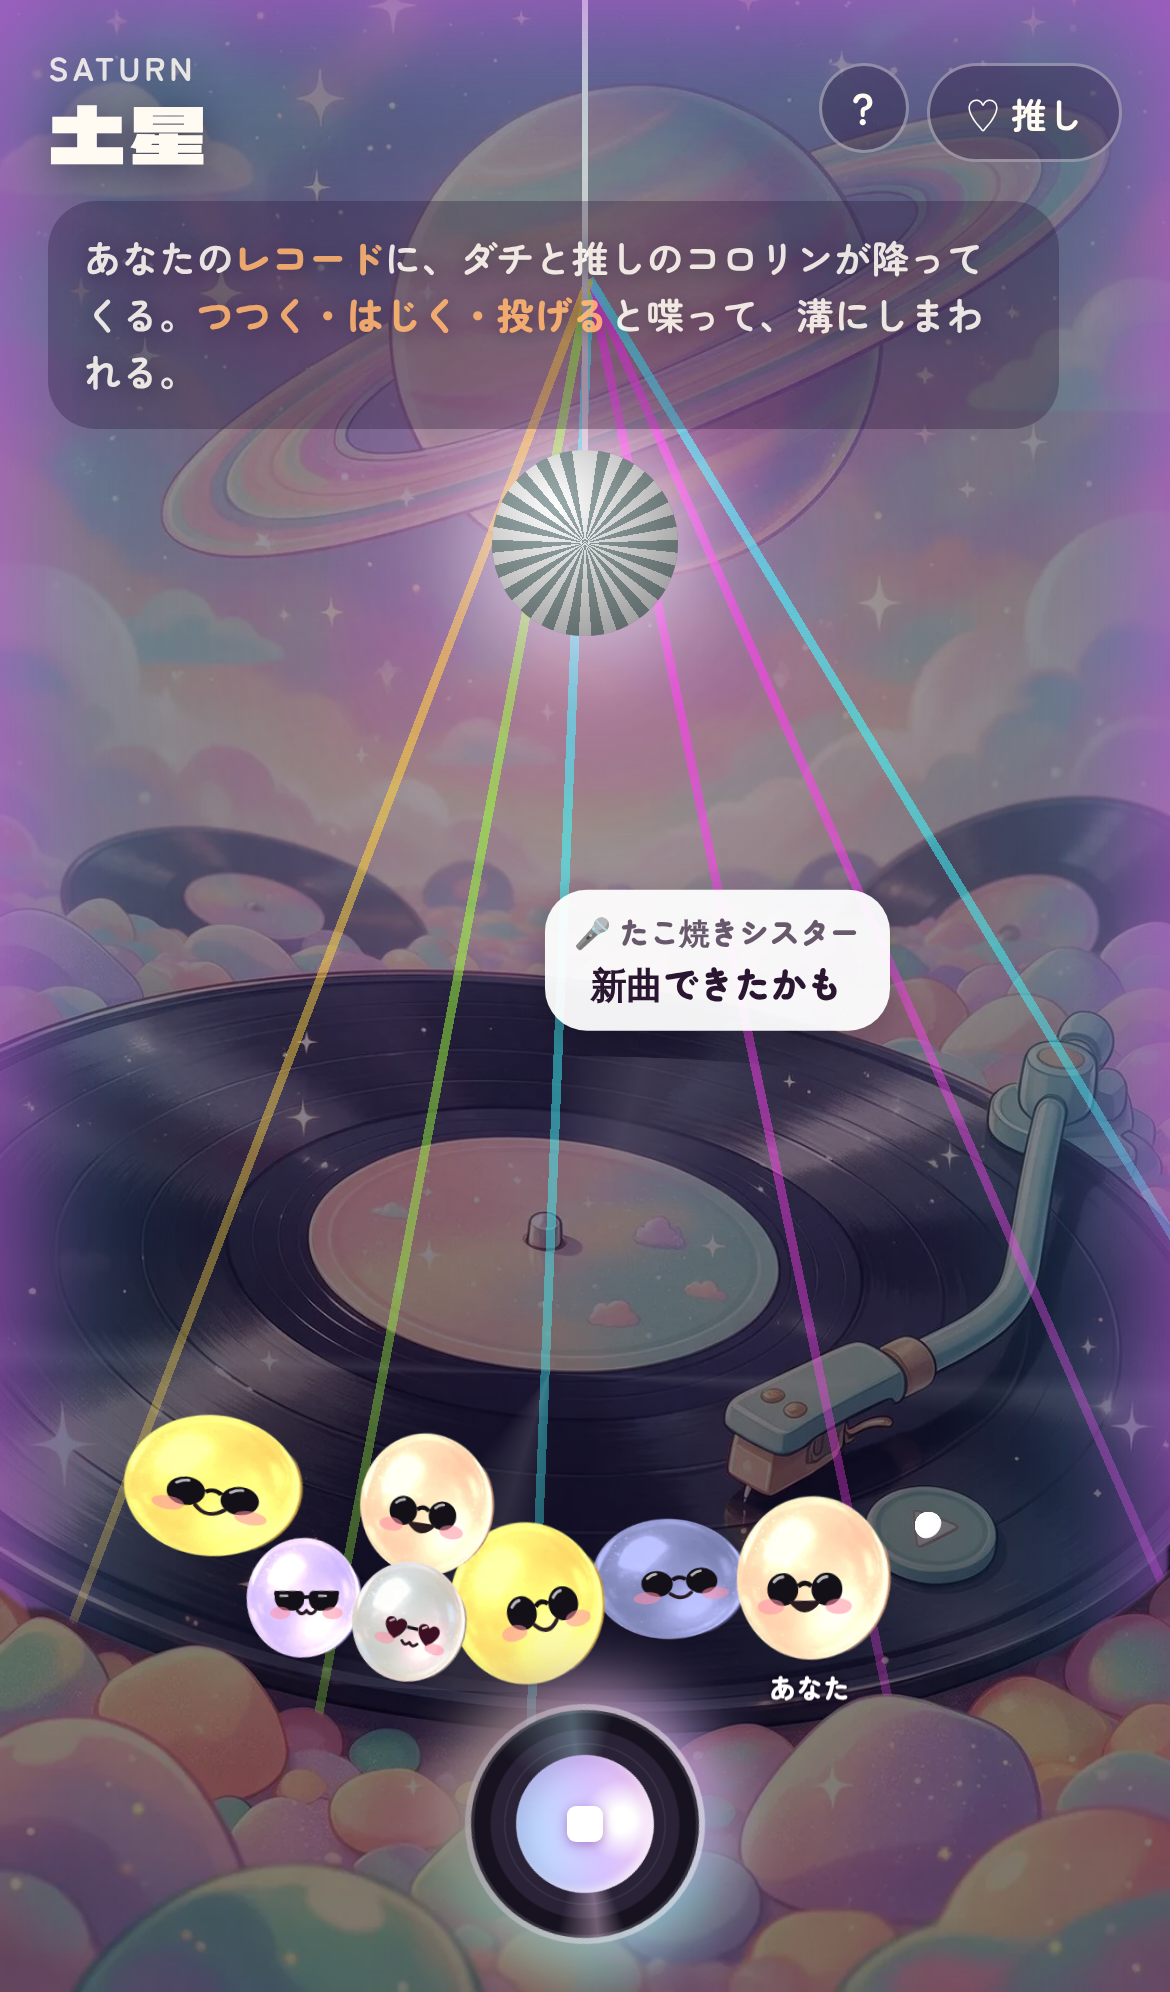 SATURN
土星
?
♡ 推し
あなたのレコードに、ダチと推しのコロリンが降って
くる。つつく・はじく・投げると喋って、溝にしまわ
れる。
🎤 たこ焼きシスター
新曲できたかも
あなた